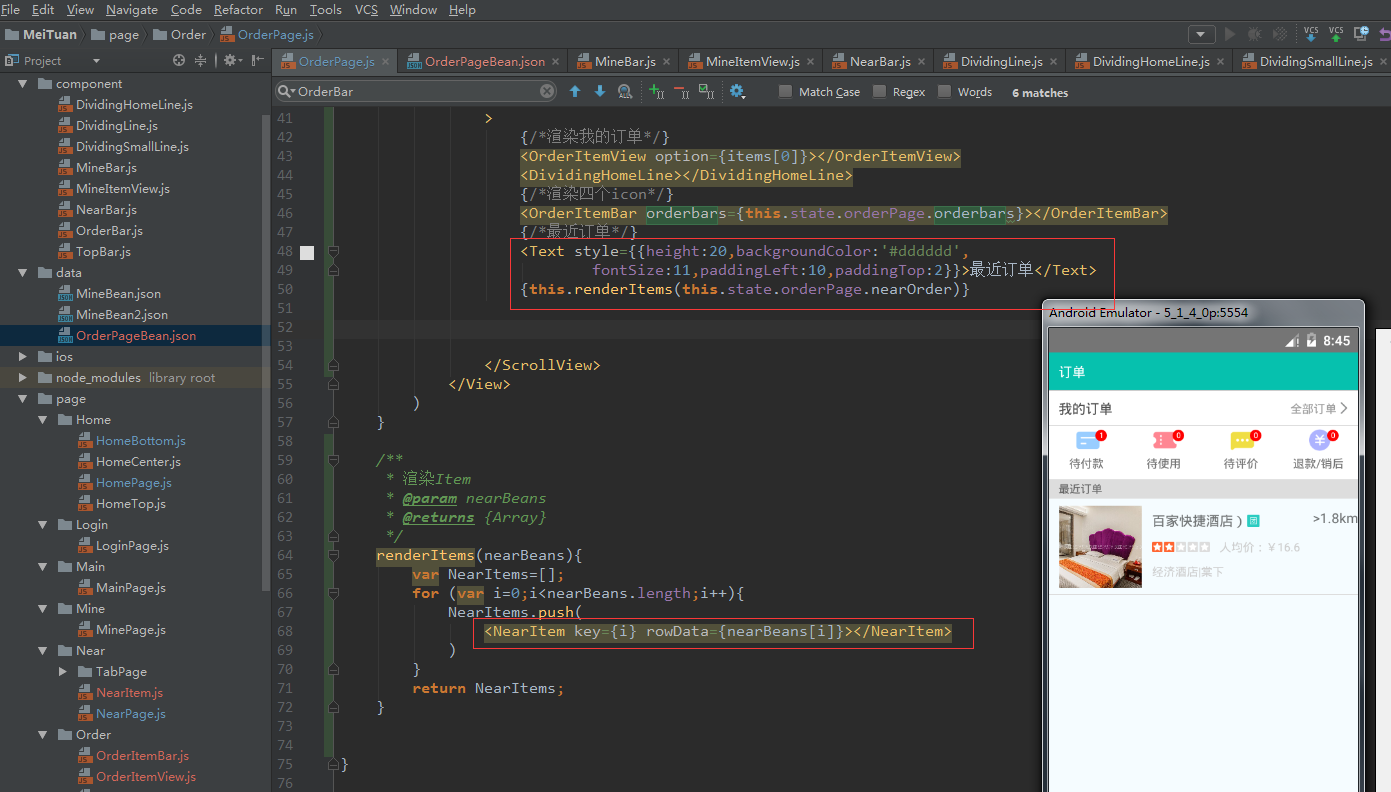 File Edit View Navigate Code Refactor Run Tools VCS Window Help
MeiTuan page Order OrderPage.js
VCS VCS
Project
OrderPage.js OrderPageBean.json MineBar.js MineItemView.js NearBar.js DividingLine.js DividingHomeLine.js DividingSmallLine.js
OrderBar Match Case Regex Words 6 matches
component
DividingHomeLine.js
DividingLine.js
DividingSmallLine.js
MineBar.js
MineItemView.js
NearBar.js
OrderBar.js
TopBar.js
data
MineBean.json
MineBean2.json
OrderPageBean.json
ios
node_modules library root
page
Home
HomeBottom.js
HomeCenter.js
HomePage.js
HomeTop.js
Login
LoginPage.js
Main
MainPage.js
Mine
MinePage.js
Near
TabPage
NearItem.js
NearPage.js
Order
OrderItemBar.js
OrderItemView.js
41 >
42 {/*渲染我的订单*/}
43 <OrderItemView option={items[0]}></OrderItemView>
44 <DividingHomeLine></DividingHomeLine>
45 {/*渲染四个icon*/}
46 <OrderItemBar orderbars={this.state.orderPage.orderbars}></OrderItemBar>
47 {/*最近订单*/}
48 <Text style={{height:20,backgroundColor:'#dddddd',
49 fontSize:11,paddingLeft:10,paddingTop:2}}>最近订单</Text>
50 {this.renderItems(this.state.orderPage.nearOrder)}
51
52
53
54 </ScrollView>
55 </View>
56 )
57 }
58
59 /**
60 * 渲染Item
61 * @param nearBeans
62 * @returns {Array}
63 */
64 renderItems(nearBeans){
65 var NearItems=[];
66 for (var i=0;i<nearBeans.length;i++){
67 NearItems.push(
68 <NearItem key={i} rowData={nearBeans[i]}></NearItem>
69 )
70 }
71 return NearItems;
72 }
73
74
75 }
76
Android Emulator - 5_1_4_0p:5554
8:45
订单
我的订单 全部订单
1 0 0 ¥ 0
待付款 待使用 待评价 退款/销后
最近订单
百家快捷酒店 ) 团 >1.8km
人均价：¥16.6
经济酒店|棠下